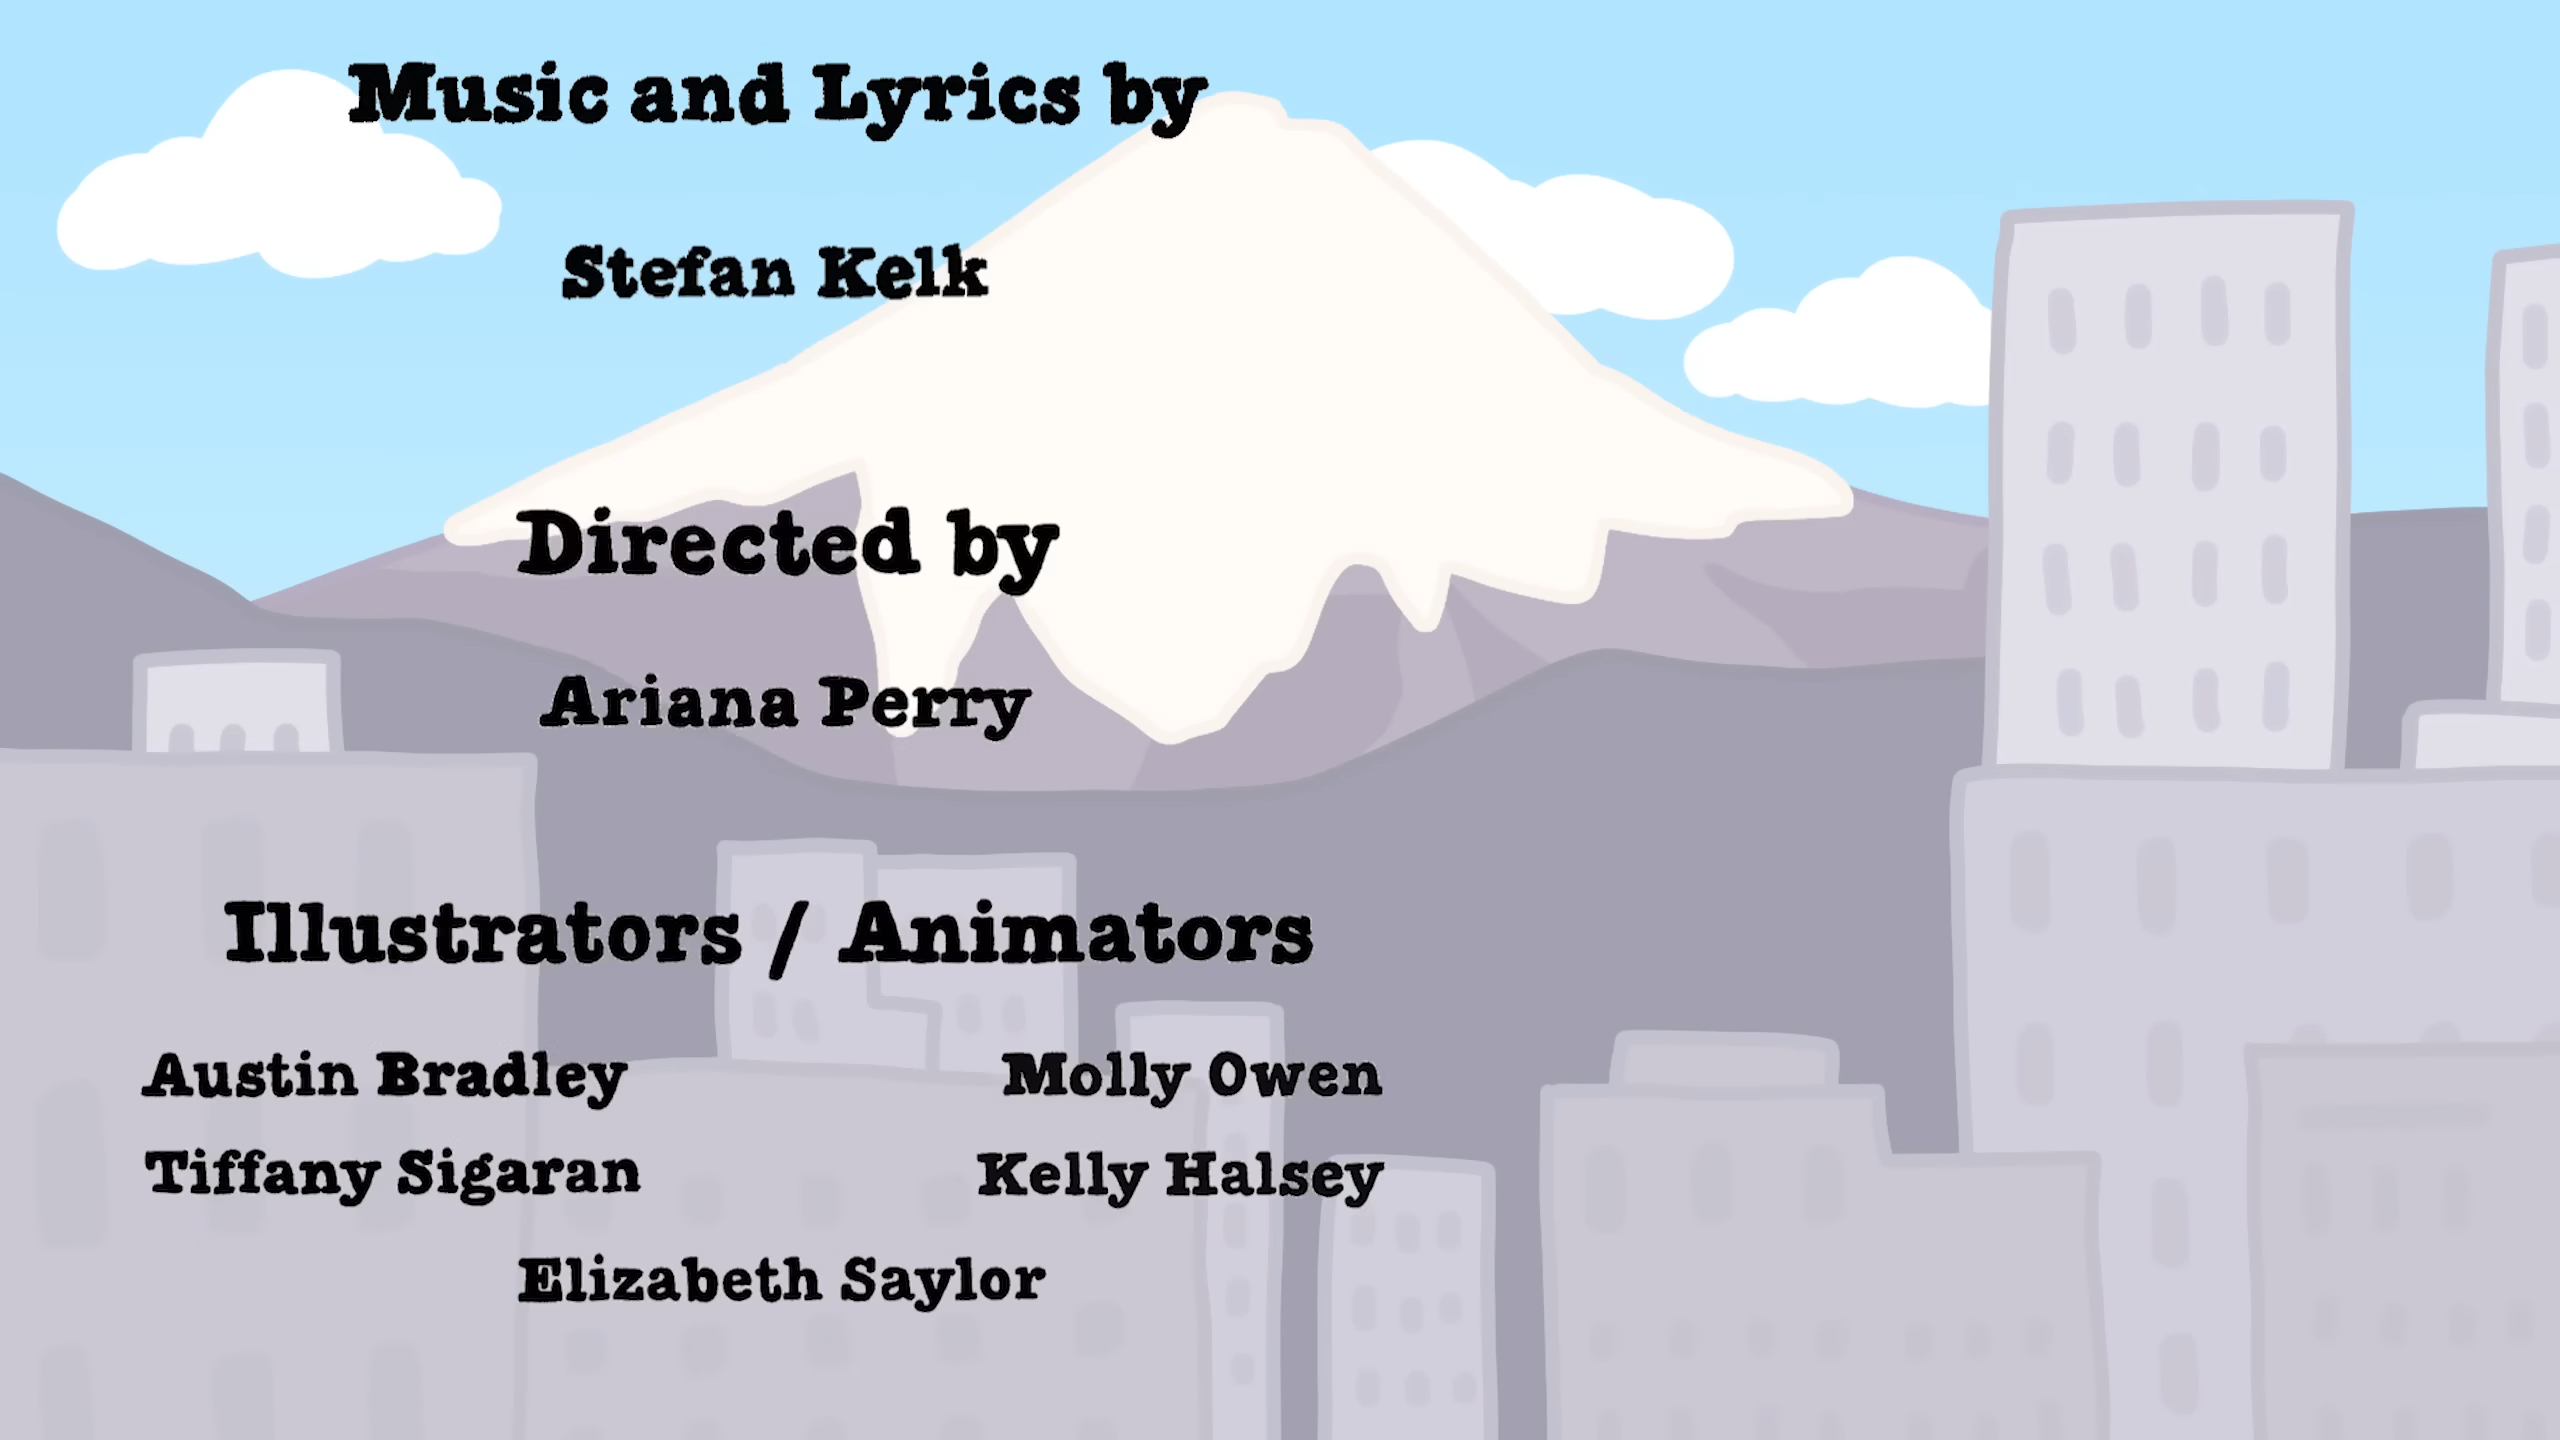 Music and Lyrics by
Stefan Kelk
Directed by
Ariana Perry
Illustrators / Animators
Austin Bradley Molly Owen
Tiffany Sigaran Kelly Halsey
Elizabeth Saylor